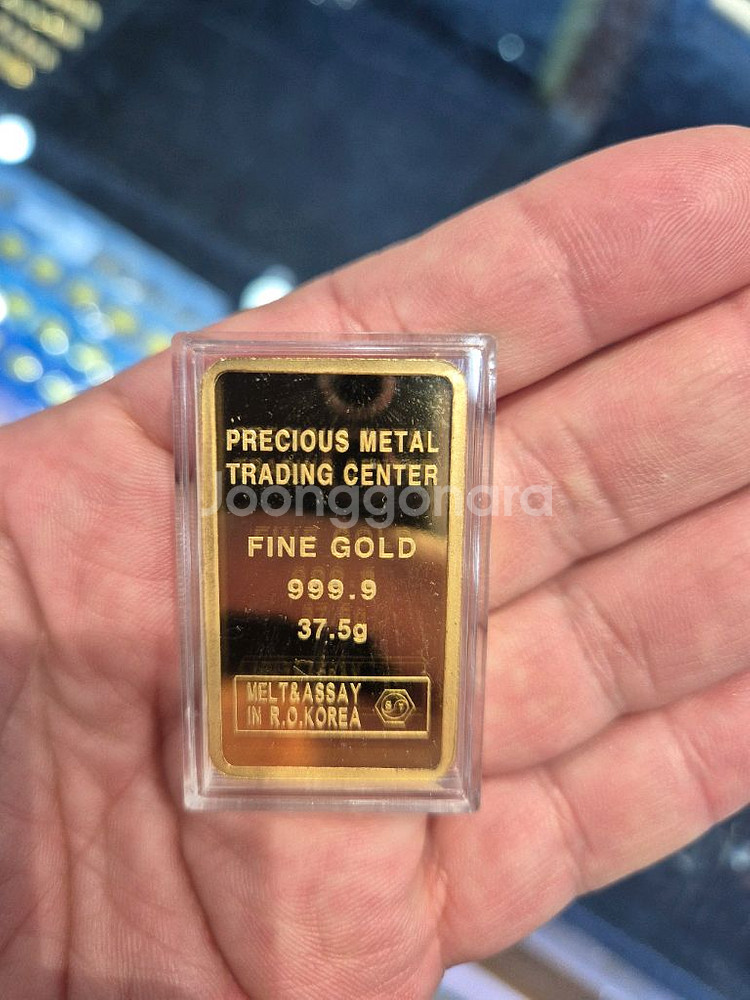 PRECIOUS METAL
TRADING CENTER
Joonggonara
FINE GOLD
999.9
37.5g
MELT&ASSAY
IN R.O.KOREA